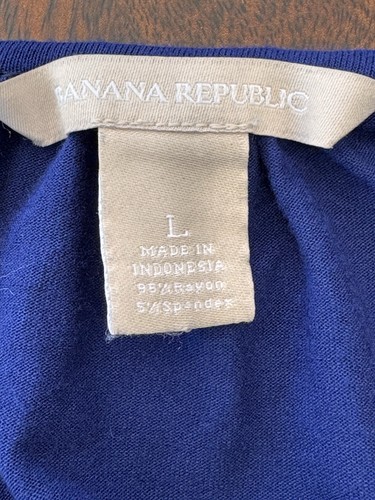 BANANA REPUBLIC
L
MADE IN
INDONESIA
95% Rayon
5% Spandex